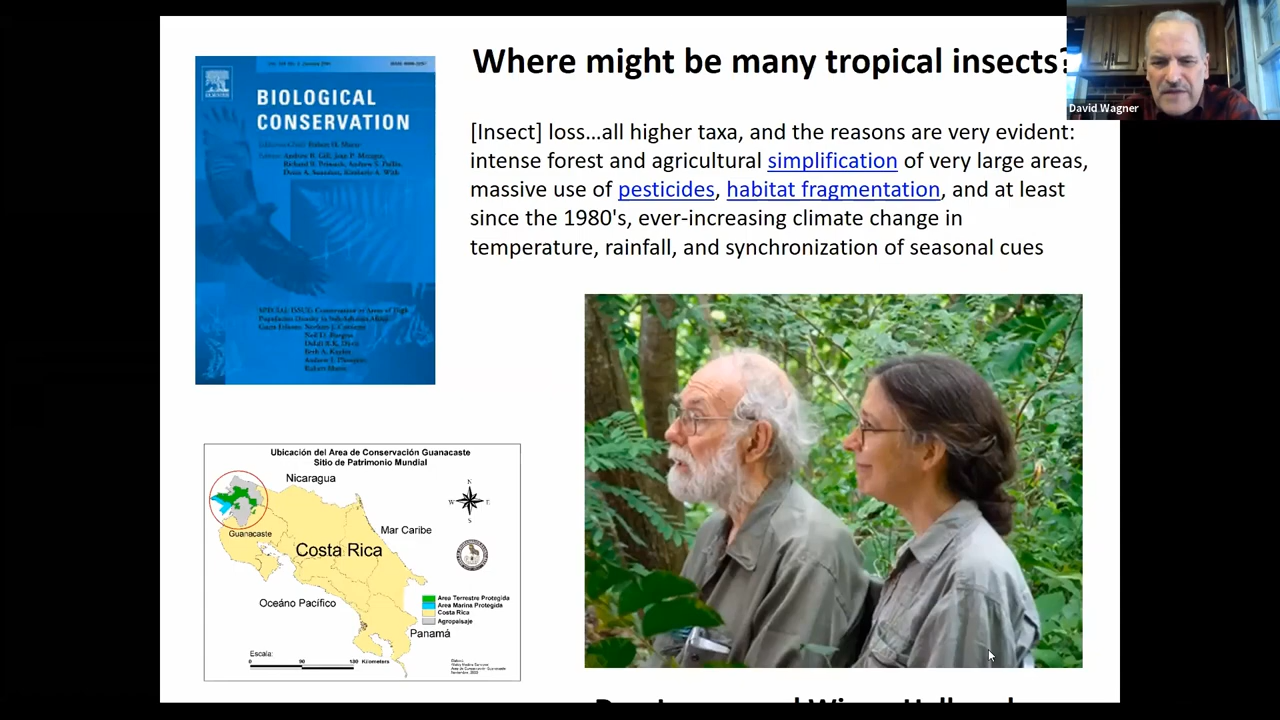 Where might be many tropical insects?
David Wagner
[Insect] loss...all higher taxa, and the reasons are very evident:
intense forest and agricultural simplification of very large areas,
massive use of pesticides, habitat fragmentation, and at least
since the 1980's, ever-increasing climate change in
temperature, rainfall, and synchronization of seasonal cues
BIOLOGICAL
CONSERVATION
Ubicación del Area de Conservación Guanacaste
Sitio de Patrimonio Mundial
Nicaragua
N
W
E
S
Guanacaste
Mar Caribe
Costa Rica
Oceáno Pacífico
Area Terrestre Protegida
Area Marina Protegida
Costa Rica
Agropaisaje
Panamá
Escala:
0 90 180 Kilometers